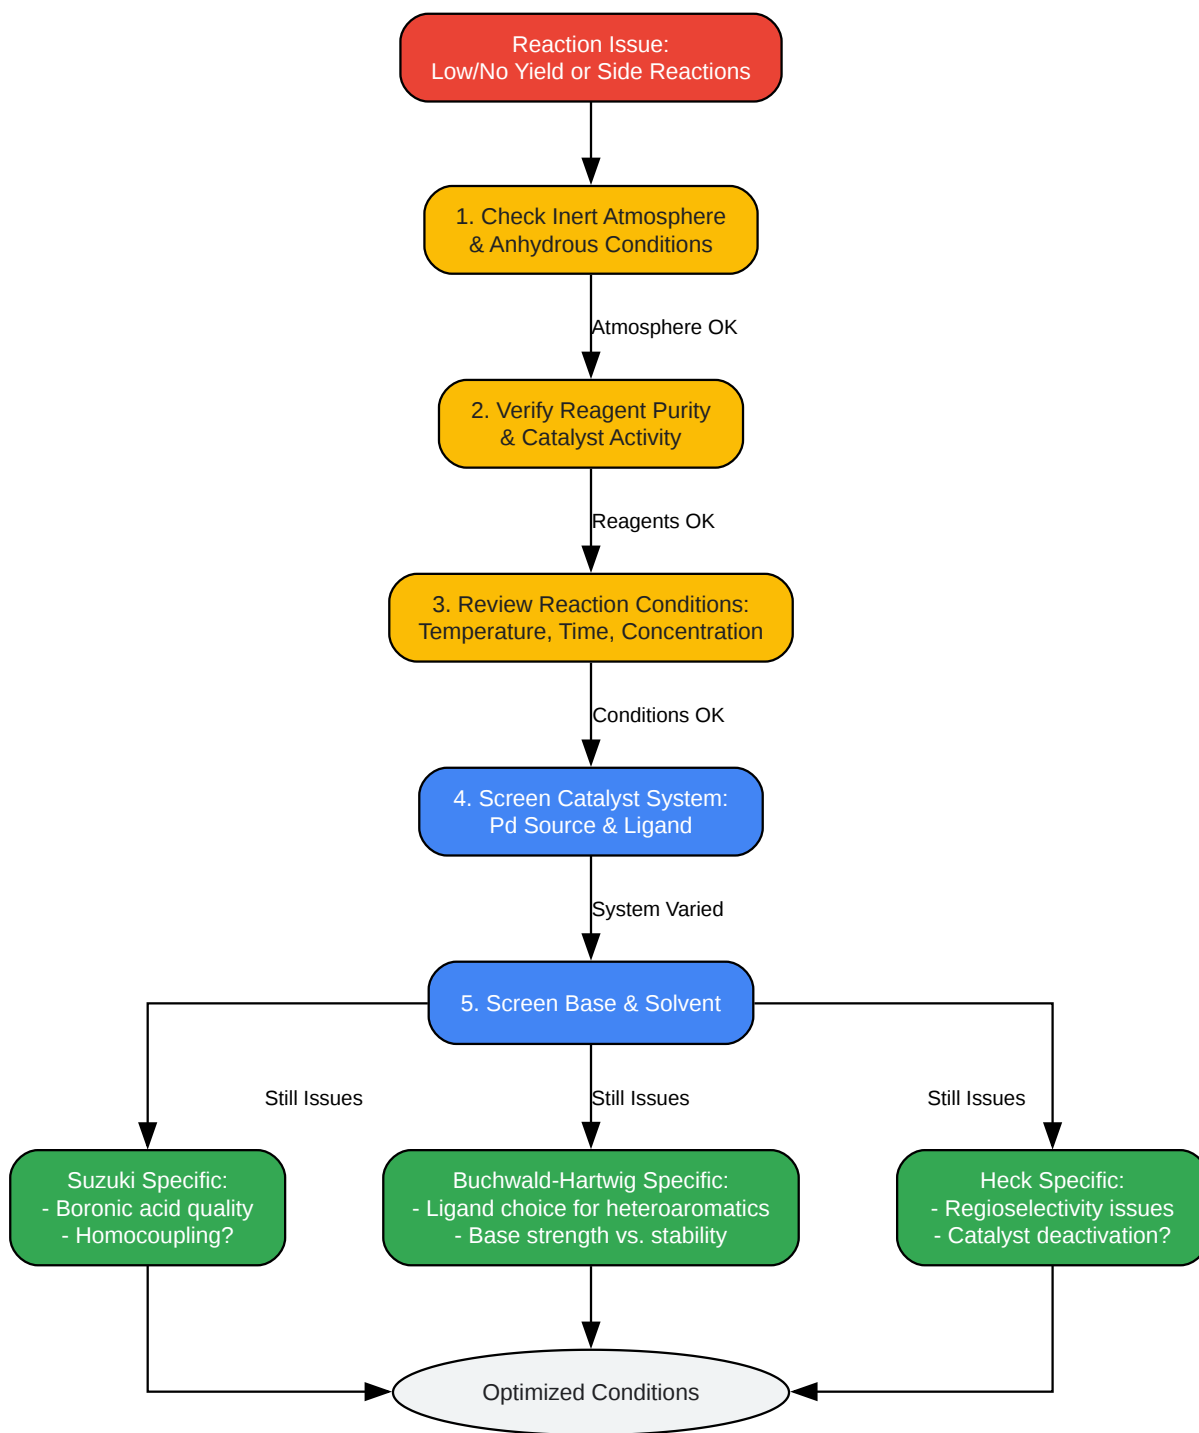 Reaction Issue:
Low/No Yield or Side Reactions
1. Check Inert Atmosphere
& Anhydrous Conditions
Atmosphere OK
2. Verify Reagent Purity
& Catalyst Activity
Reagents OK
3. Review Reaction Conditions:
Temperature, Time, Concentration
Conditions OK
4. Screen Catalyst System:
Pd Source & Ligand
System Varied
5. Screen Base & Solvent
Still Issues
Still Issues
Still Issues
Suzuki Specific:
- Boronic acid quality
- Homocoupling?
Buchwald-Hartwig Specific:
- Ligand choice for heteroaromatics
- Base strength vs. stability
Heck Specific:
- Regioselectivity issues
- Catalyst deactivation?
Optimized Conditions